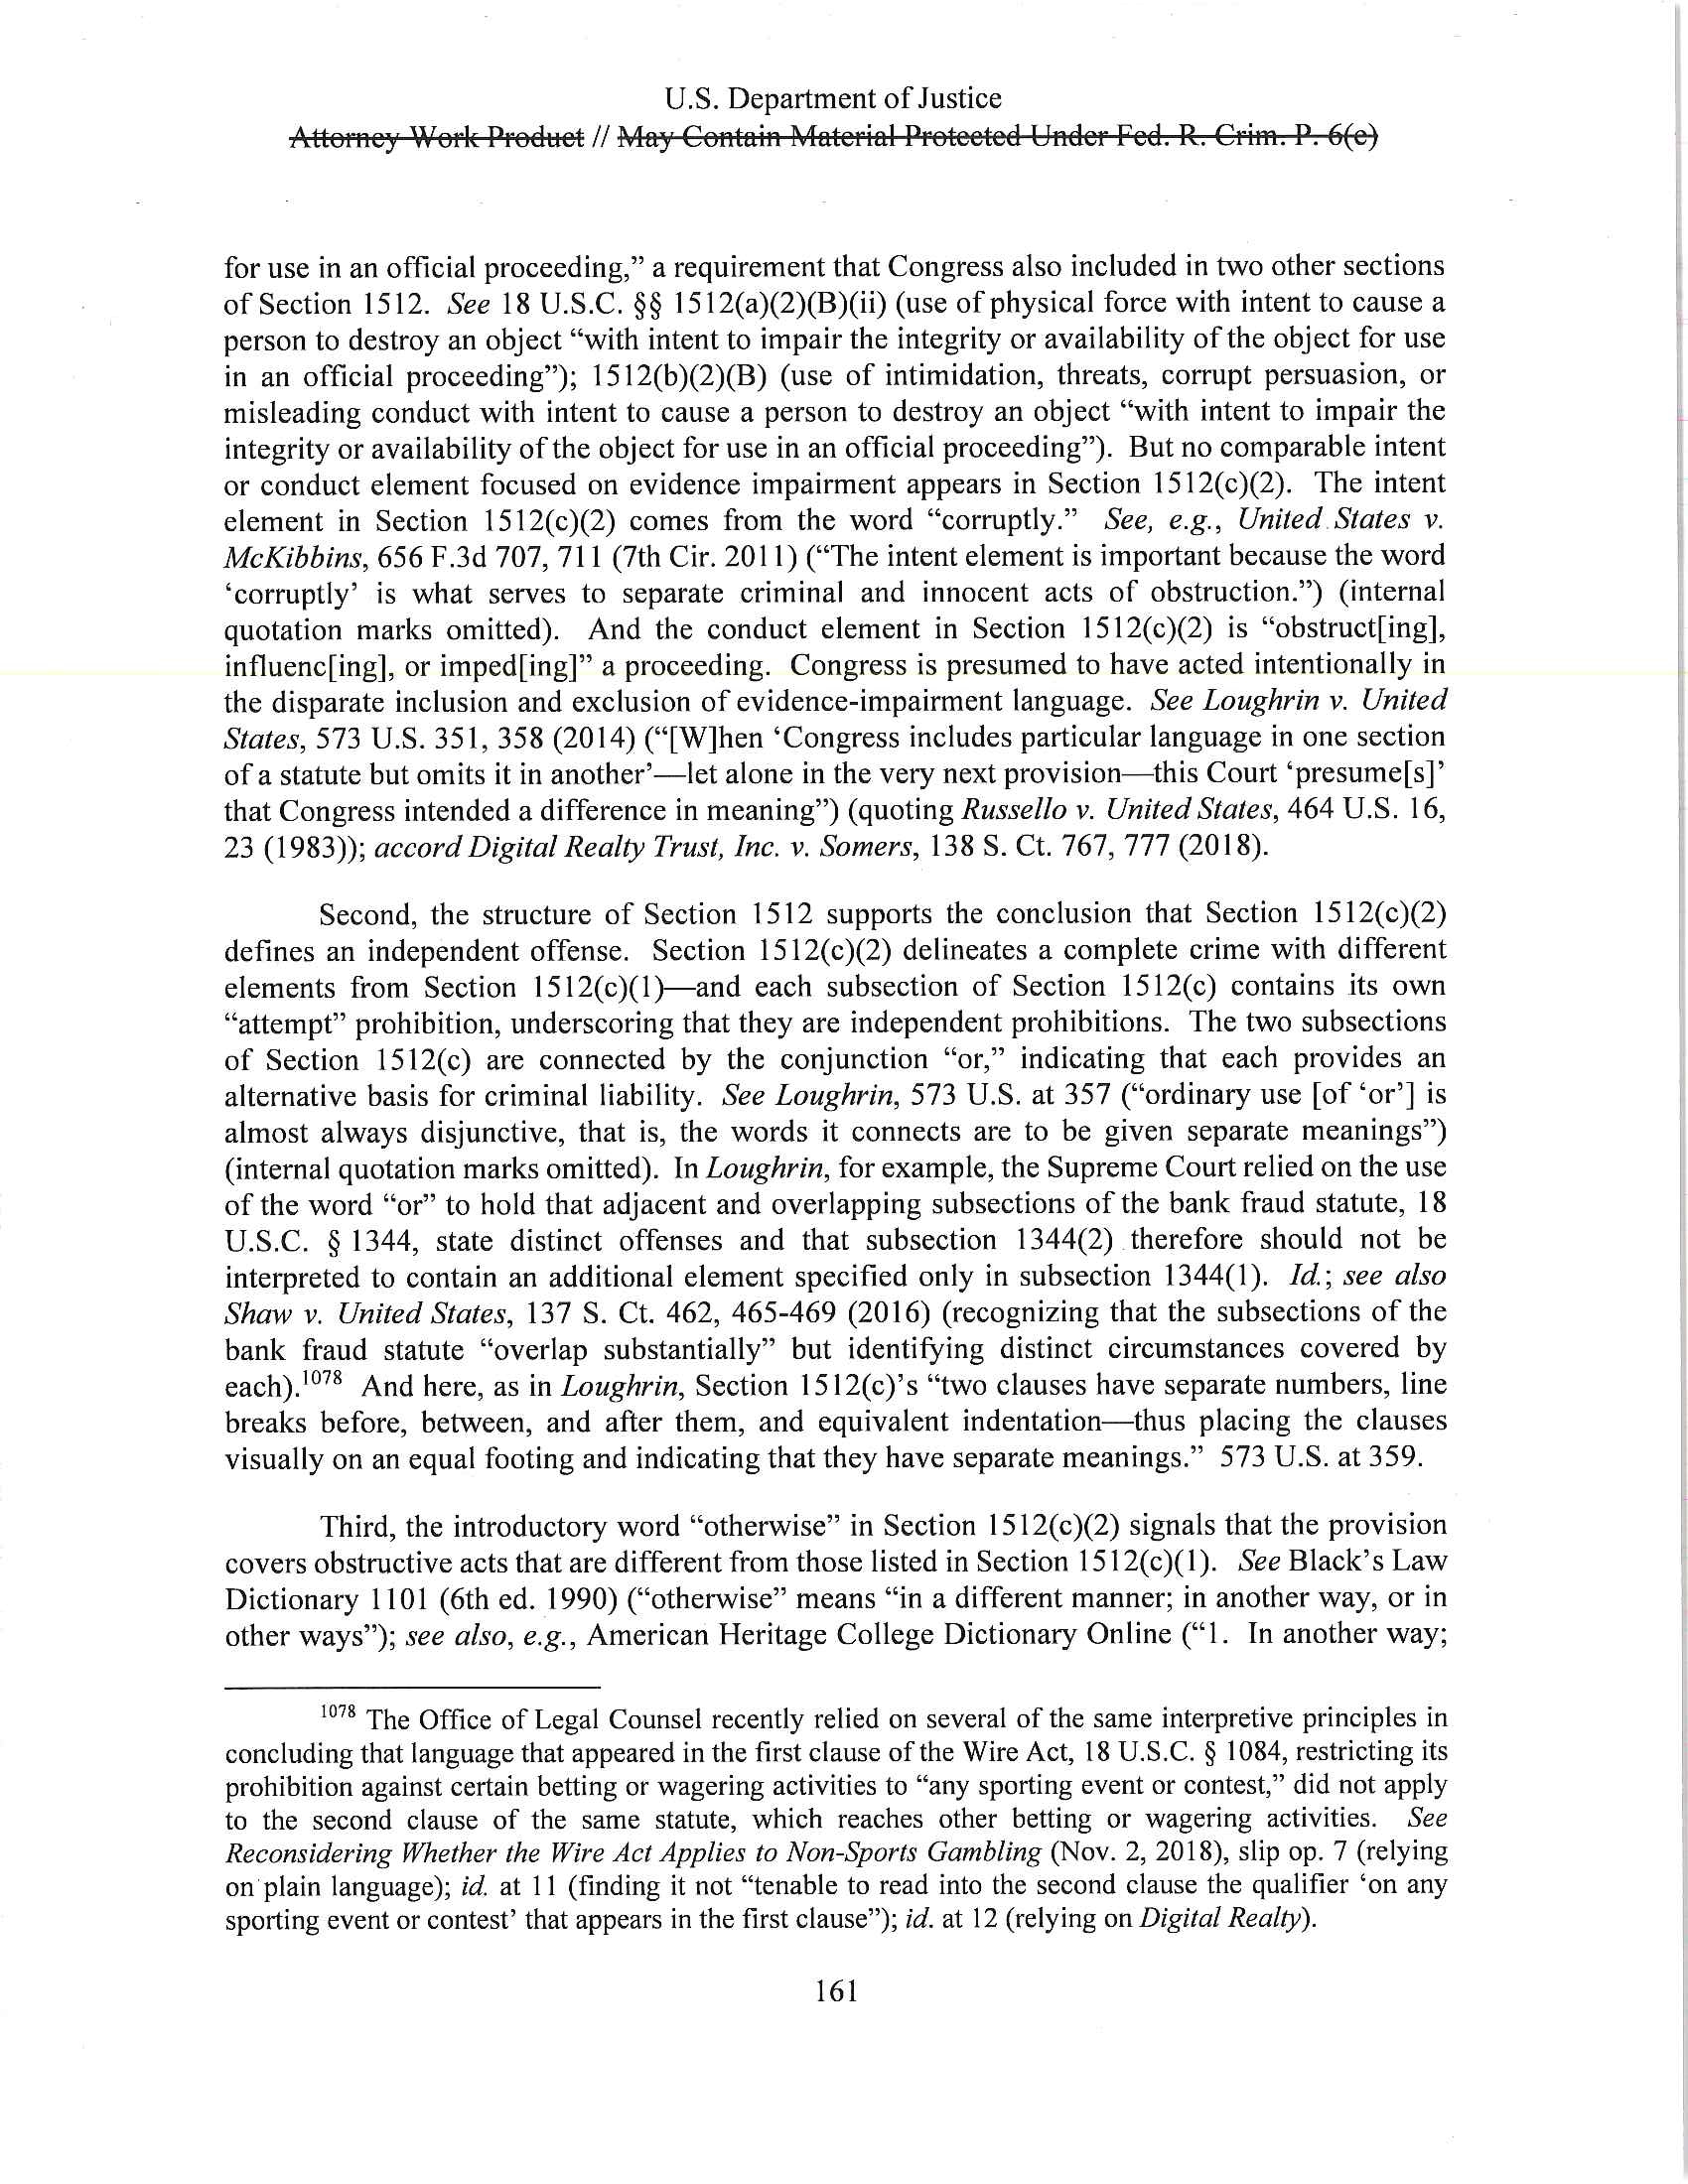 U.S. Department of Justice
Attorney Work Product // May Contain Material Protected Under Fed. R. Crim. P. 6(e)
for use in an official proceeding,” a requirement that Congress also included in two other sections
of Section 1512. See 18 U.S.C. §§ 1512(a)(2)(B)(ii) (use of physical force with intent to cause a
person to destroy an object “with intent to impair the integrity or availability of the object for use
in an official proceeding”); 1512(b)(2)(B) (use of intimidation, threats, corrupt persuasion, or
misleading conduct with intent to cause a person to destroy an object “with intent to impair the
integrity or availability of the object for use in an official proceeding”). But no comparable intent
or conduct element focused on evidence impairment appears in Section 1512(c)(2). The intent
element in Section 1512(c)(2) comes from the word “corruptly.” See, e.g., United States v.
McKibbins, 656 F.3d 707, 711 (7th Cir. 2011) (“The intent element is important because the word
‘corruptly’ is what serves to separate criminal and innocent acts of obstruction.”) (internal
quotation marks omitted). And the conduct element in Section 1512(c)(2) is “obstruct[ing],
influenc[ing], or imped[ing]” a proceeding. Congress is presumed to have acted intentionally in
the disparate inclusion and exclusion of evidence-impairment language. See Loughrin v. United
States, 573 U.S. 351, 358 (2014) (“[W]hen ‘Congress includes particular language in one section
of a statute but omits it in another’—let alone in the very next provision—this Court ‘presume[s]’
that Congress intended a difference in meaning”) (quoting Russello v. United States, 464 U.S. 16,
23 (1983)); accord Digital Realty Trust, Inc. v. Somers, 138 S. Ct. 767, 777 (2018).
Second, the structure of Section 1512 supports the conclusion that Section 1512(c)(2)
defines an independent offense. Section 1512(c)(2) delineates a complete crime with different
elements from Section 1512(c)(1)—and each subsection of Section 1512(c) contains its own
“attempt” prohibition, underscoring that they are independent prohibitions. The two subsections
of Section 1512(c) are connected by the conjunction “or,” indicating that each provides an
alternative basis for criminal liability. See Loughrin, 573 U.S. at 357 (“ordinary use [of ‘or’] is
almost always disjunctive, that is, the words it connects are to be given separate meanings”)
(internal quotation marks omitted). In Loughrin, for example, the Supreme Court relied on the use
of the word “or” to hold that adjacent and overlapping subsections of the bank fraud statute, 18
U.S.C. § 1344, state distinct offenses and that subsection 1344(2) therefore should not be
interpreted to contain an additional element specified only in subsection 1344(1). Id.; see also
Shaw v. United States, 137 S. Ct. 462, 465-469 (2016) (recognizing that the subsections of the
bank fraud statute “overlap substantially” but identifying distinct circumstances covered by
each).1078 And here, as in Loughrin, Section 1512(c)’s “two clauses have separate numbers, line
breaks before, between, and after them, and equivalent indentation—thus placing the clauses
visually on an equal footing and indicating that they have separate meanings.” 573 U.S. at 359.
Third, the introductory word “otherwise” in Section 1512(c)(2) signals that the provision
covers obstructive acts that are different from those listed in Section 1512(c)(1). See Black’s Law
Dictionary 1101 (6th ed. 1990) (“otherwise” means “in a different manner; in another way, or in
other ways”); see also, e.g., American Heritage College Dictionary Online (“1. In another way;
1078 The Office of Legal Counsel recently relied on several of the same interpretive principles in
concluding that language that appeared in the first clause of the Wire Act, 18 U.S.C. § 1084, restricting its
prohibition against certain betting or wagering activities to “any sporting event or contest,” did not apply
to the second clause of the same statute, which reaches other betting or wagering activities. See
Reconsidering Whether the Wire Act Applies to Non-Sports Gambling (Nov. 2, 2018), slip op. 7 (relying
on plain language); id. at 11 (finding it not “tenable to read into the second clause the qualifier ‘on any
sporting event or contest’ that appears in the first clause”); id. at 12 (relying on Digital Realty).
161